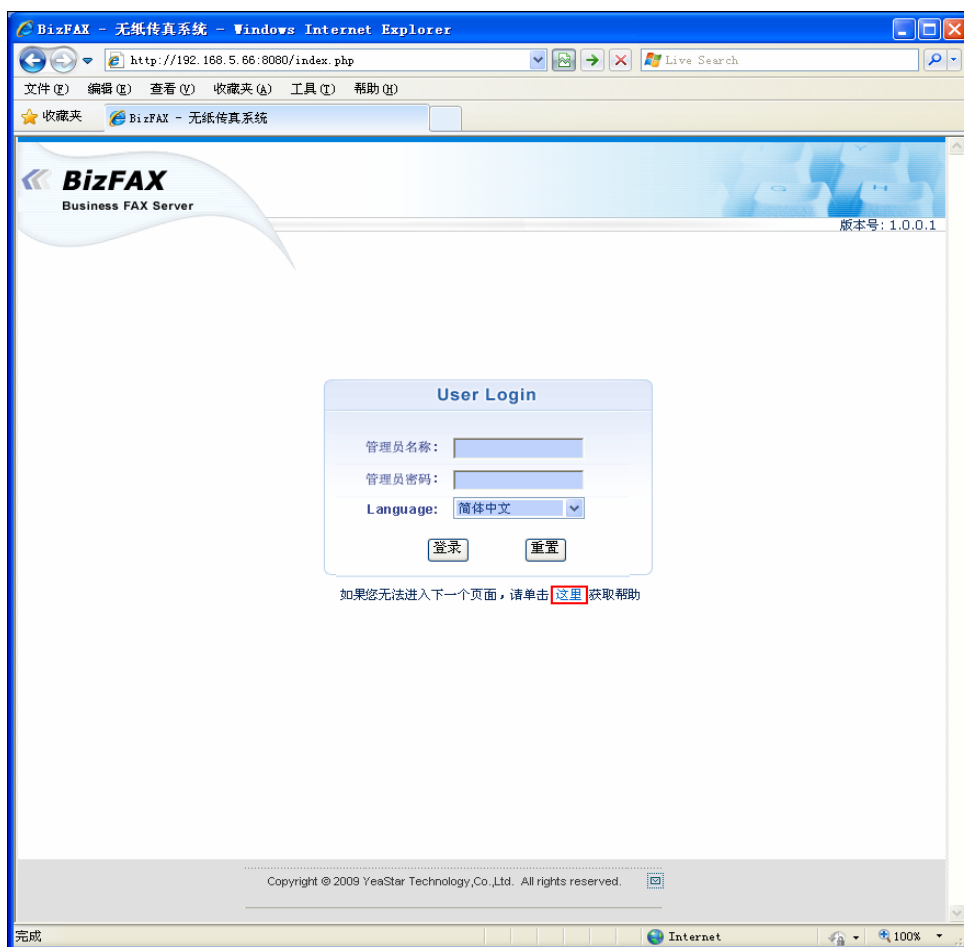 BizFAX - 无纸传真系统 - Windows Internet Explorer
http://192.168.5.66:8080/index.php Live Search
文件(F) 编辑(E) 查看(V) 收藏夹(A) 工具(T) 帮助(H)
收藏夹 BizFAX - 无纸传真系统
BizFAX
Business FAX Server
版本号: 1.0.0.1
User Login
管理员名称:
管理员密码:
Language: 简体中文
登录 重置
如果您无法进入下一个页面，请单击 这里 获取帮助
Copyright © 2009 YeaStar Technology,Co.,Ltd. All rights reserved.
完成 Internet 100%